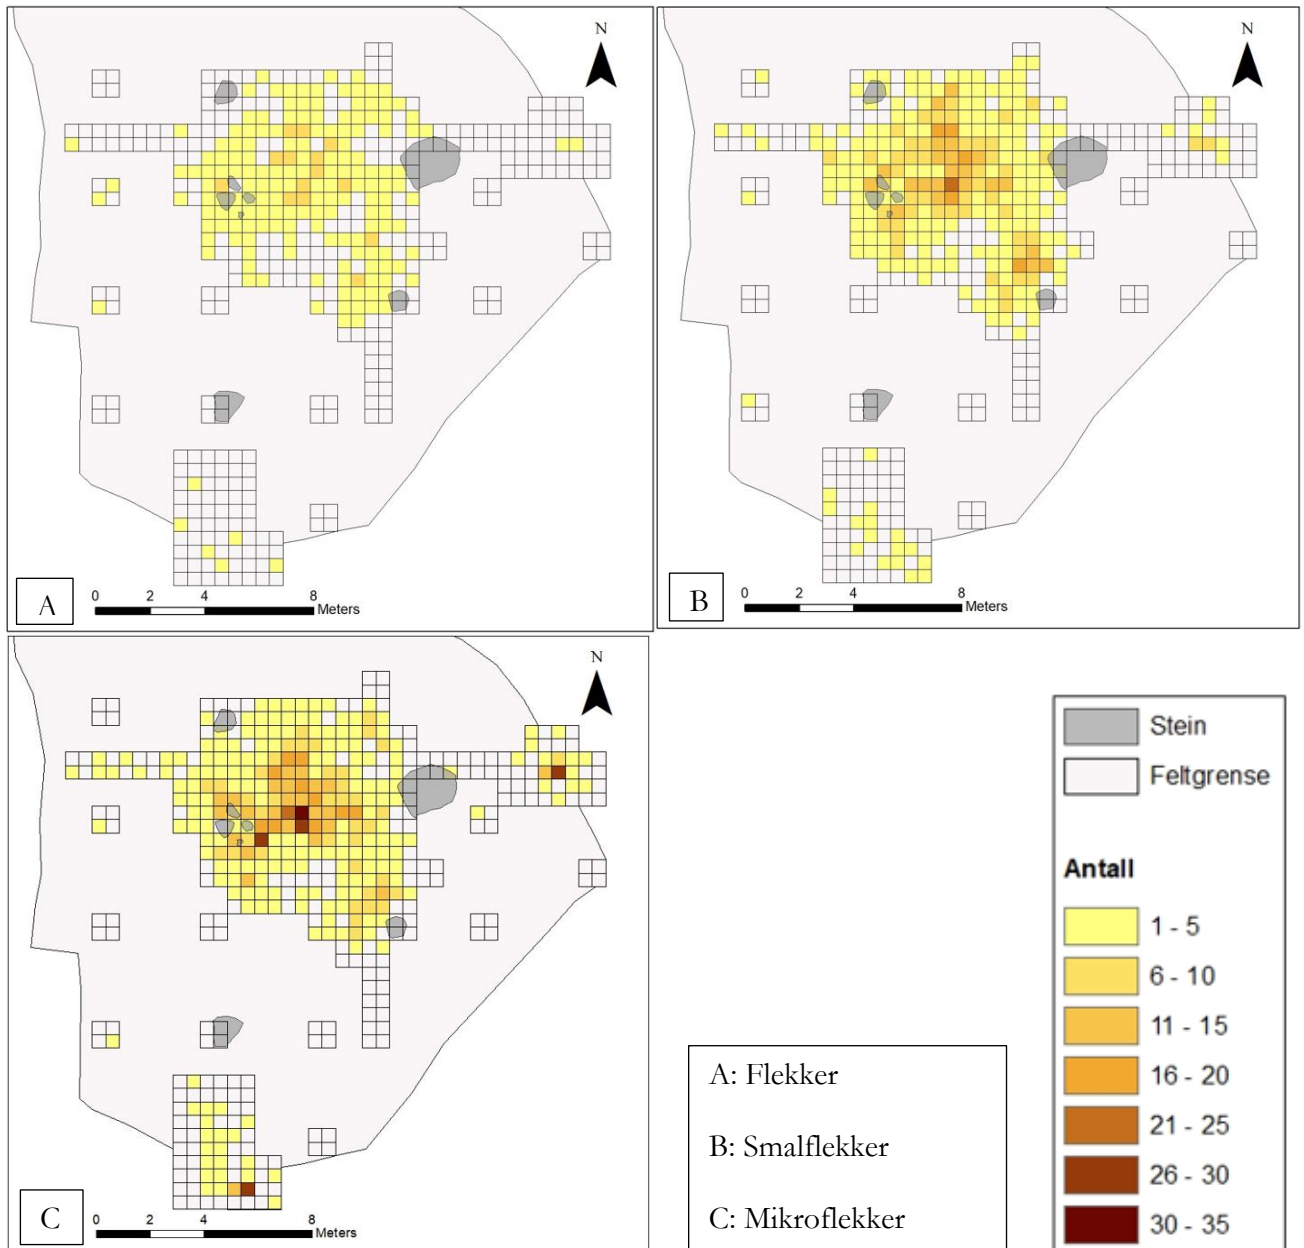 N
A
0 2 4 8
Meters
N
B
0 2 4 8
Meters
N
C
0 2 4 8
Meters
A: Flekker
B: Smalflekker
C: Mikroflekker
Stein
Feltgrense
Antall
1 - 5
6 - 10
11 - 15
16 - 20
21 - 25
26 - 30
30 - 35